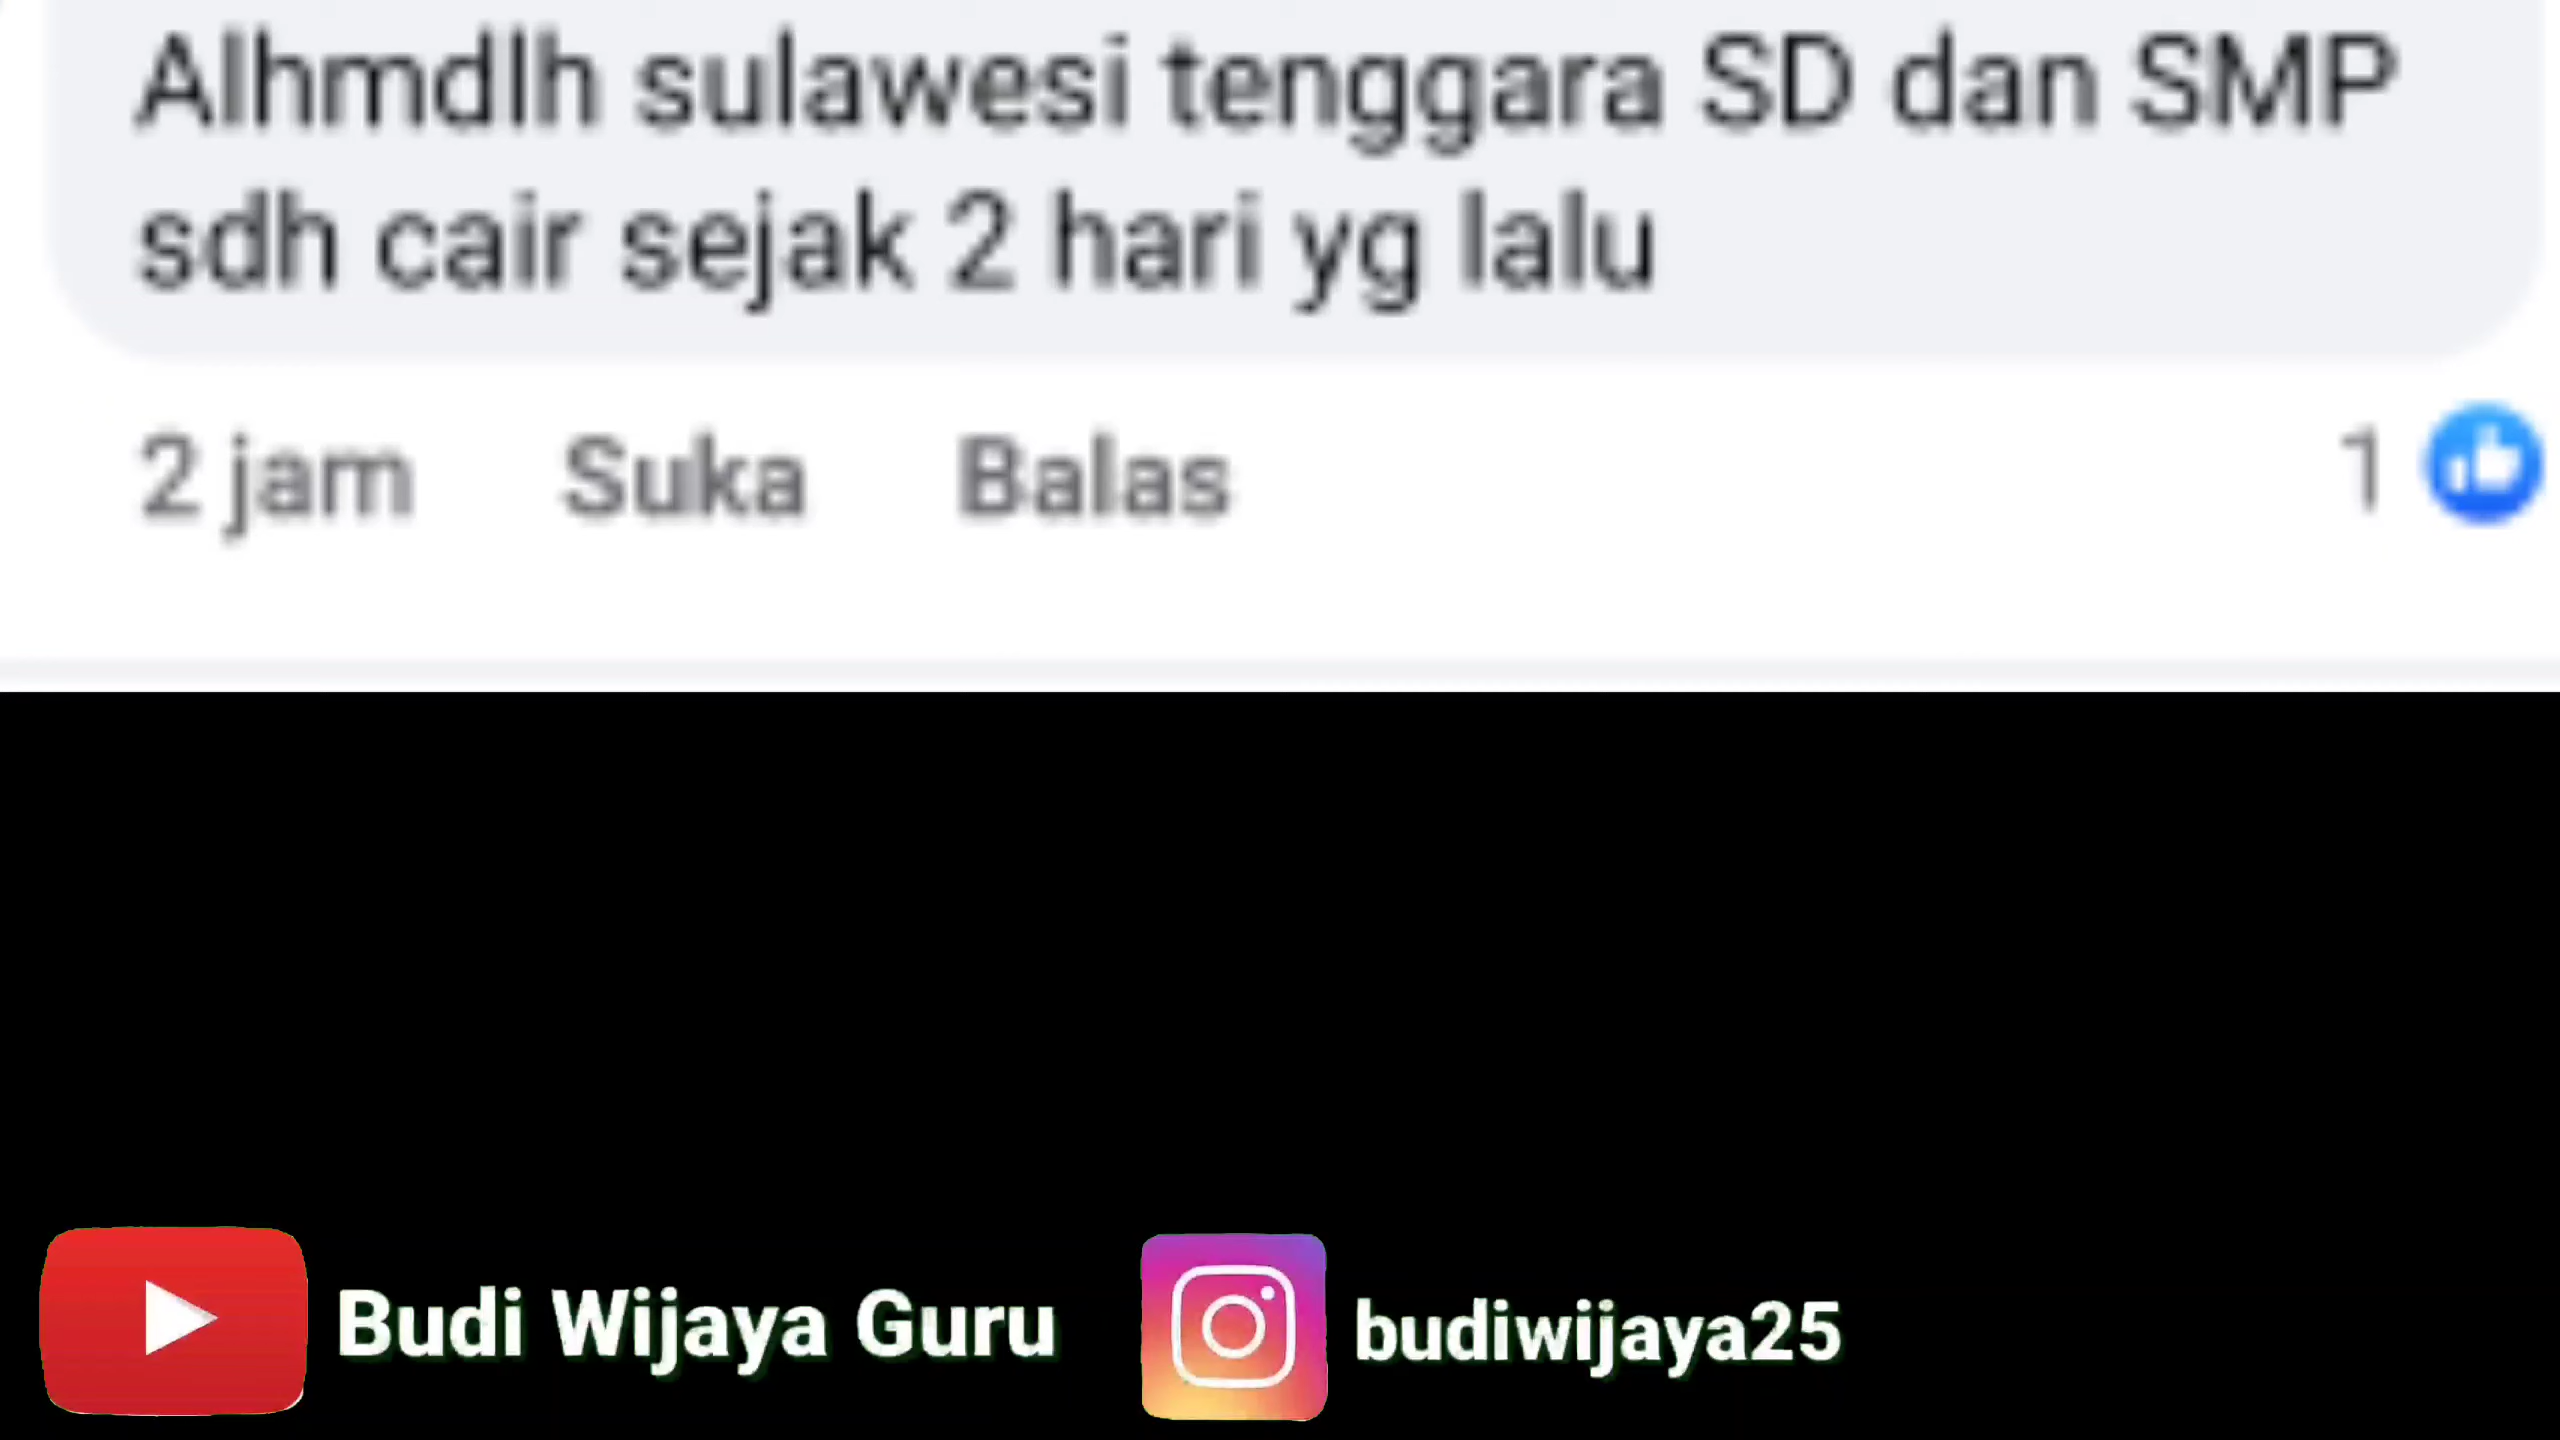 Alhmdlh sulawesi tenggara SD dan SMP
sdh cair sejak 2 hari yg lalu
2 jam Suka Balas 1
Budi Wijaya Guru budiwijaya25